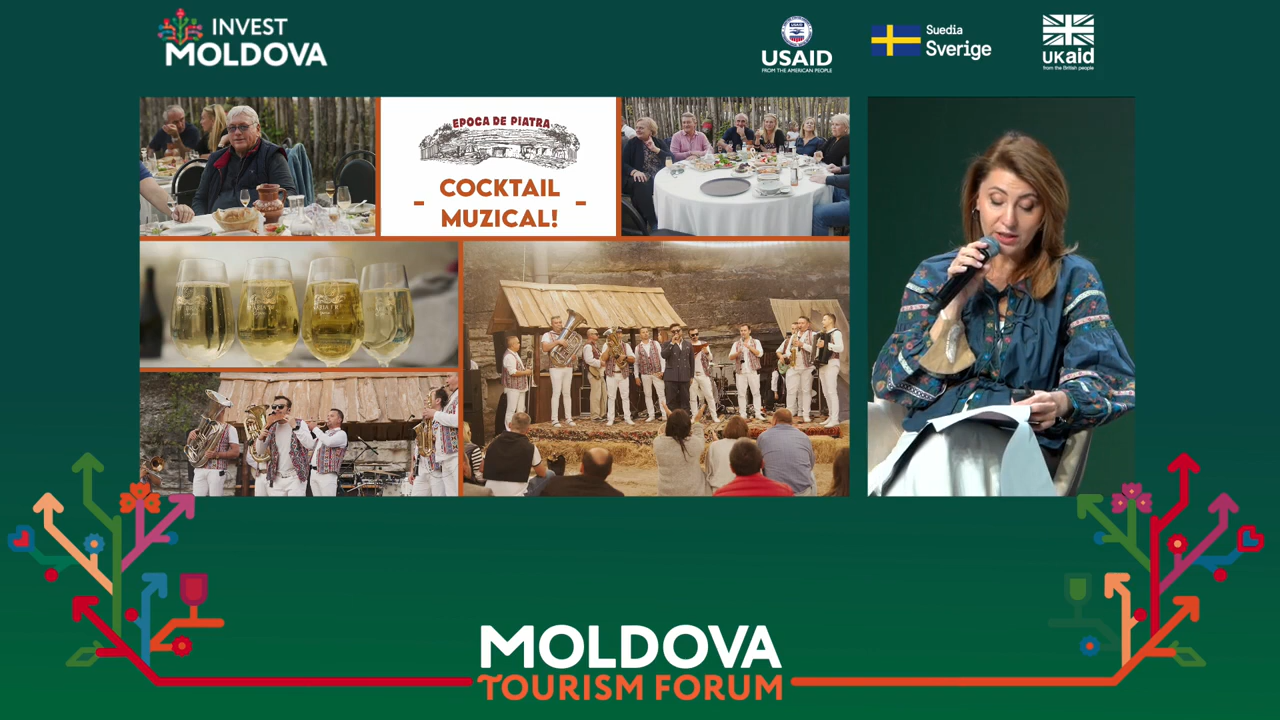 INVEST
MOLDOVA
USAID
FROM THE AMERICAN PEOPLE
Suedia
Sverige
UKaid
from the British people
EPOCA DE PIATRA
- COCKTAIL
MUZICAL! -
MOLDOVA
TOURISM FORUM